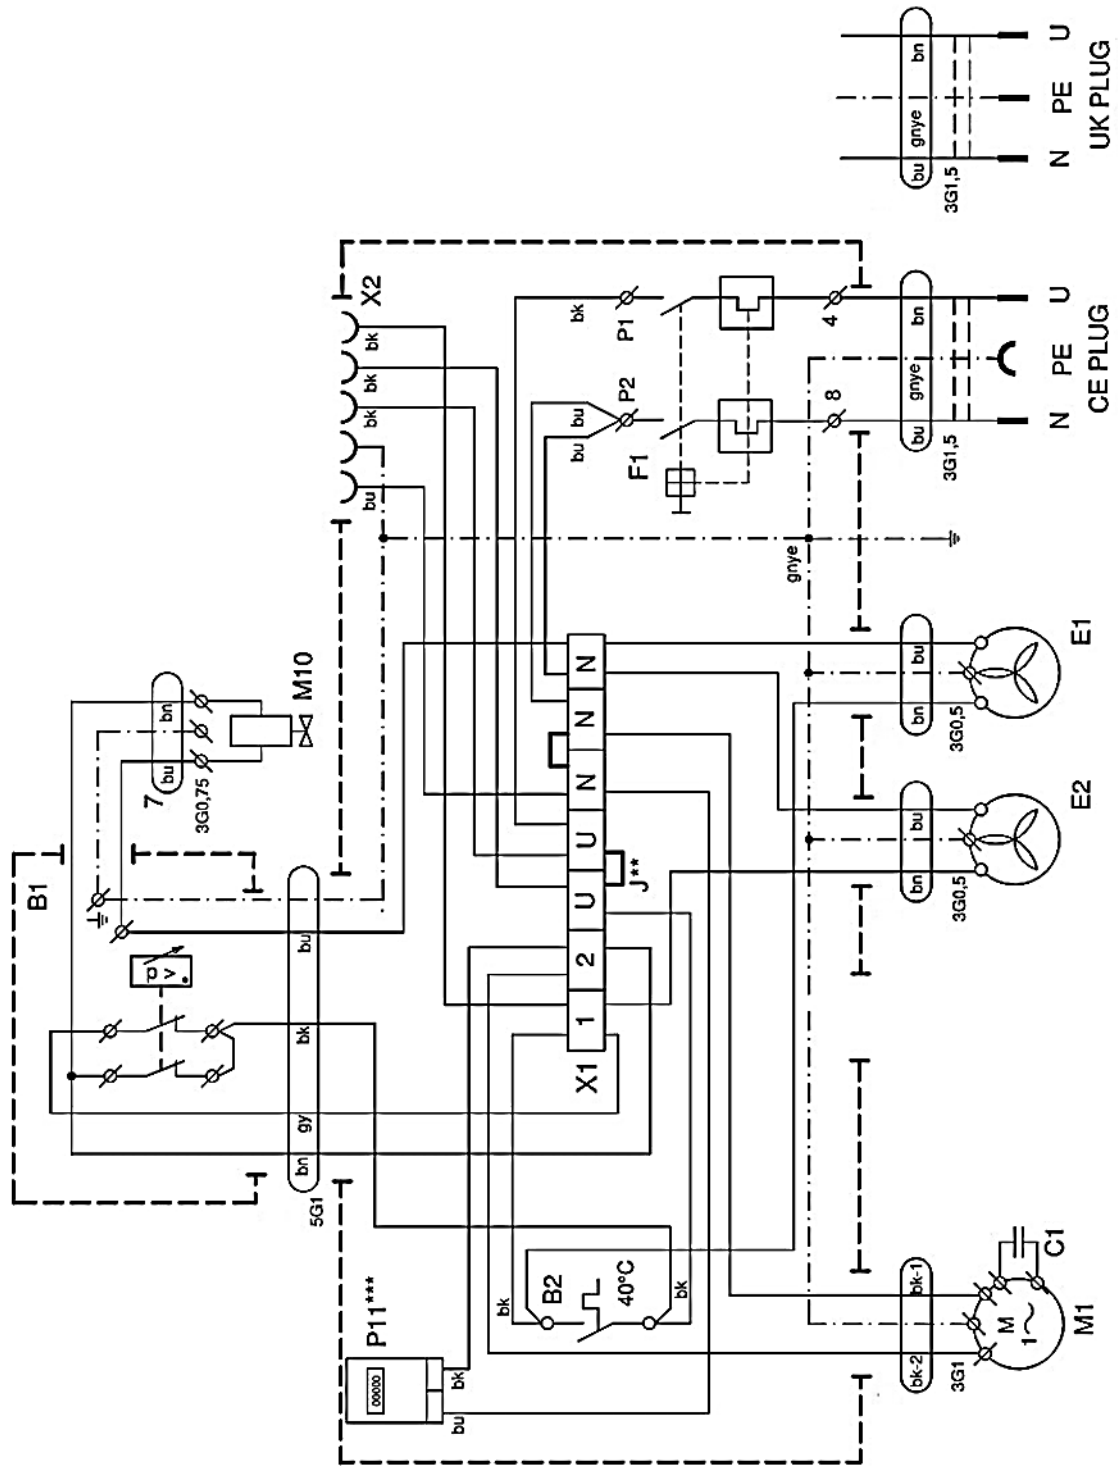 bn
gnye
bu
3G1,5
U
PE
N
UK PLUG
X2
bk
bk
bk
bu
bk
P1
bu
bu
P2
F1
4
8
bn
gnye
bu
3G1,5
U
PE
N
CE PLUG
gnye
7
bn
bu
3G0,75
M10
B1
p
v
bu
bk
gy
bn
5G1
N
N
N
U
U
2
1
X1
J**
bu
bn
3G0,5
E1
bu
bn
3G0,5
E2
P11***
00000
bk
bu
bk
B2
40°C
bk
bk-1
bk-2
3G1
M
1~
C1
M1